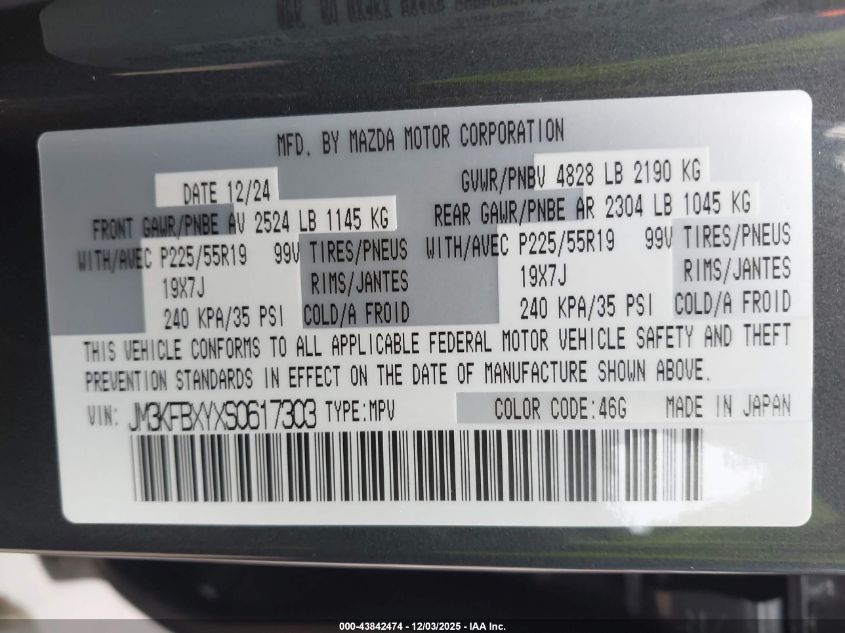 MFD. BY MAZDA MOTOR CORPORATION
DATE 12/24
GVWR/PNBV 4828 LB 2190 KG
FRONT GAWR/PNBE AV 2524 LB 1145 KG
REAR GAWR/PNBE AR 2304 LB 1045 KG
WITH/AVEC P225/55R19 99V TIRES/PNEUS
WITH/AVEC P225/55R19 99V TIRES/PNEUS
19X7J RIMS/JANTES
19X7J RIMS/JANTES
240 KPA/35 PSI COLD/A FROID
240 KPA/35 PSI COLD/A FROID
THIS VEHICLE CONFORMS TO ALL APPLICABLE FEDERAL MOTOR VEHICLE SAFETY AND THEFT
PREVENTION STANDARDS IN EFFECT ON THE DATE OF MANUFACTURE SHOWN ABOVE.
VIN: JM3KFBXYXS0617303 TYPE:MPV COLOR CODE:46G MADE IN JAPAN
000-43842474 - 12/03/2025 - IAA Inc.